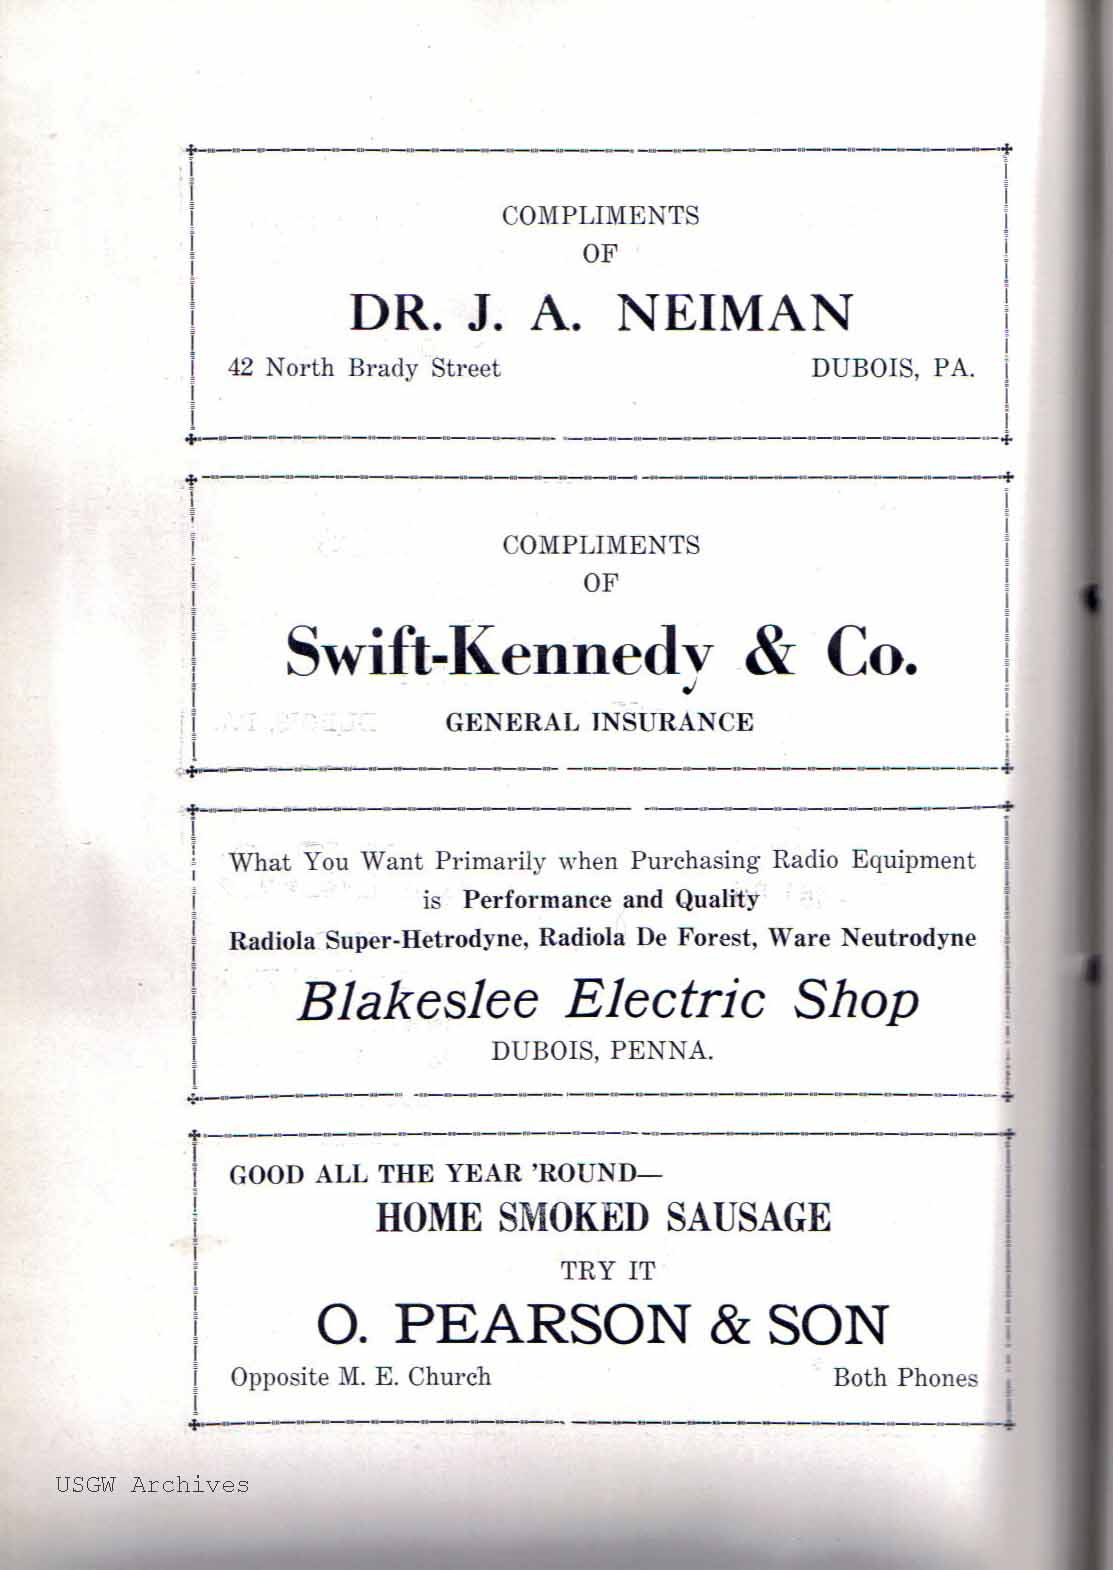 COMPLIMENTS
OF
DR. J. A. NEIMAN
42 North Brady Street DUBOIS, PA.
COMPLIMENTS
OF
Swift-Kennedy & Co.
GENERAL INSURANCE
What You Want Primarily when Purchasing Radio Equipment
is Performance and Quality
Radiola Super-Hetrodyne, Radiola De Forest, Ware Neutrodyne
Blakeslee Electric Shop
DUBOIS, PENNA.
GOOD ALL THE YEAR 'ROUND—
HOME SMOKED SAUSAGE
TRY IT
O. PEARSON & SON
Opposite M. E. Church Both Phones
USGW Archives